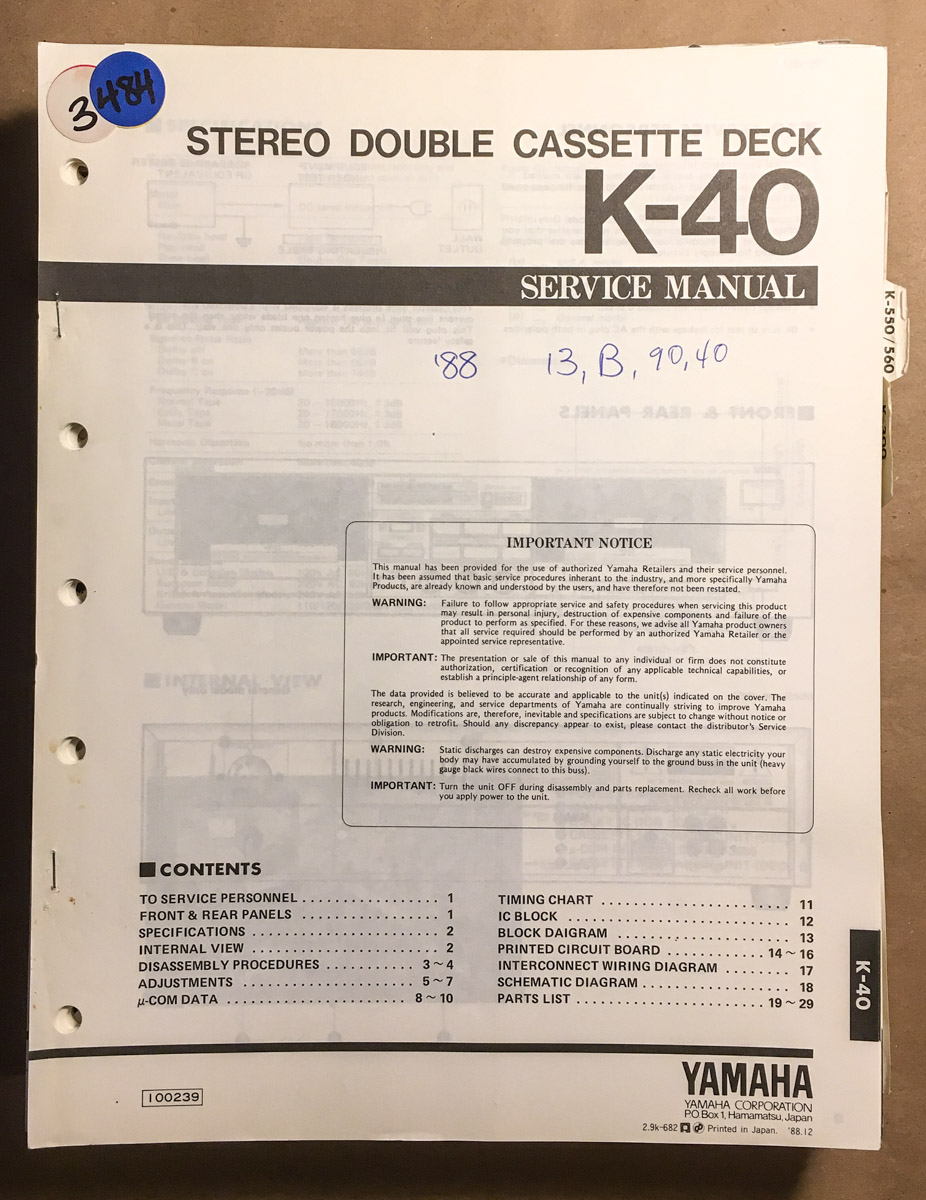 3
484
STEREO DOUBLE CASSETTE DECK
K-40
SERVICE MANUAL
K-550/560
'88 13, B, 90, 40
IMPORTANT NOTICE
This manual has been provided for the use of authorized Yamaha Retailers and their service personnel.
It has been assumed that basic service procedures inherant to the industry, and more specifically Yamaha
Products, are already known and understood by the users, and have therefore not been restated.
WARNING: Failure to follow appropriate service and safety procedures when servicing this product
may result in personal injury, destruction of expensive components and failure of the
product to perform as specified. For these reasons, we advise all Yamaha product owners
that all service required should be performed by an authorized Yamaha Retailer or the
appointed service representative.
IMPORTANT: The presentation or sale of this manual to any individual or firm does not constitute
authorization, certification or recognition of any applicable technical capabilities, or
establish a principle-agent relationship of any form.
The data provided is believed to be accurate and applicable to the unit(s) indicated on the cover. The
research, engineering, and service departments of Yamaha are continually striving to improve Yamaha
products. Modifications are, therefore, inevitable and specifications are subject to change without notice or
obligation to retrofit. Should any discrepancy appear to exist, please contact the distributor's Service
Division.
WARNING: Static discharges can destroy expensive components. Discharge any static electricity your
body may have accumulated by grounding yourself to the ground buss in the unit (heavy
gauge black wires connect to this buss).
IMPORTANT: Turn the unit OFF during disassembly and parts replacement. Recheck all work before
you apply power to the unit.
■ CONTENTS
TO SERVICE PERSONNEL . . . . . . . . . . . . . . . . . 1
FRONT & REAR PANELS . . . . . . . . . . . . . . . . . 1
SPECIFICATIONS . . . . . . . . . . . . . . . . . . . . . . . 2
INTERNAL VIEW . . . . . . . . . . . . . . . . . . . . . . . 2
DISASSEMBLY PROCEDURES . . . . . . . . . . . 3 ~ 4
ADJUSTMENTS . . . . . . . . . . . . . . . . . . . . . . 5 ~ 7
μ-COM DATA . . . . . . . . . . . . . . . . . . . . . . . 8 ~ 10
TIMING CHART . . . . . . . . . . . . . . . . . . . . . . . 11
IC BLOCK . . . . . . . . . . . . . . . . . . . . . . . . . . . 12
BLOCK DAIGRAM . . . . . . . . . . . . . . . . . . . . . . 13
PRINTED CIRCUIT BOARD . . . . . . . . . . . . 14 ~ 16
INTERCONNECT WIRING DIAGRAM . . . . . . . . 17
SCHEMATIC DIAGRAM . . . . . . . . . . . . . . . . . . 18
PARTS LIST . . . . . . . . . . . . . . . . . . . . . . . 19 ~ 29
K-40
100239
YAMAHA
YAMAHA CORPORATION
P.O.Box 1, Hamamatsu, Japan
2.9k-682 Printed in Japan. '88.12